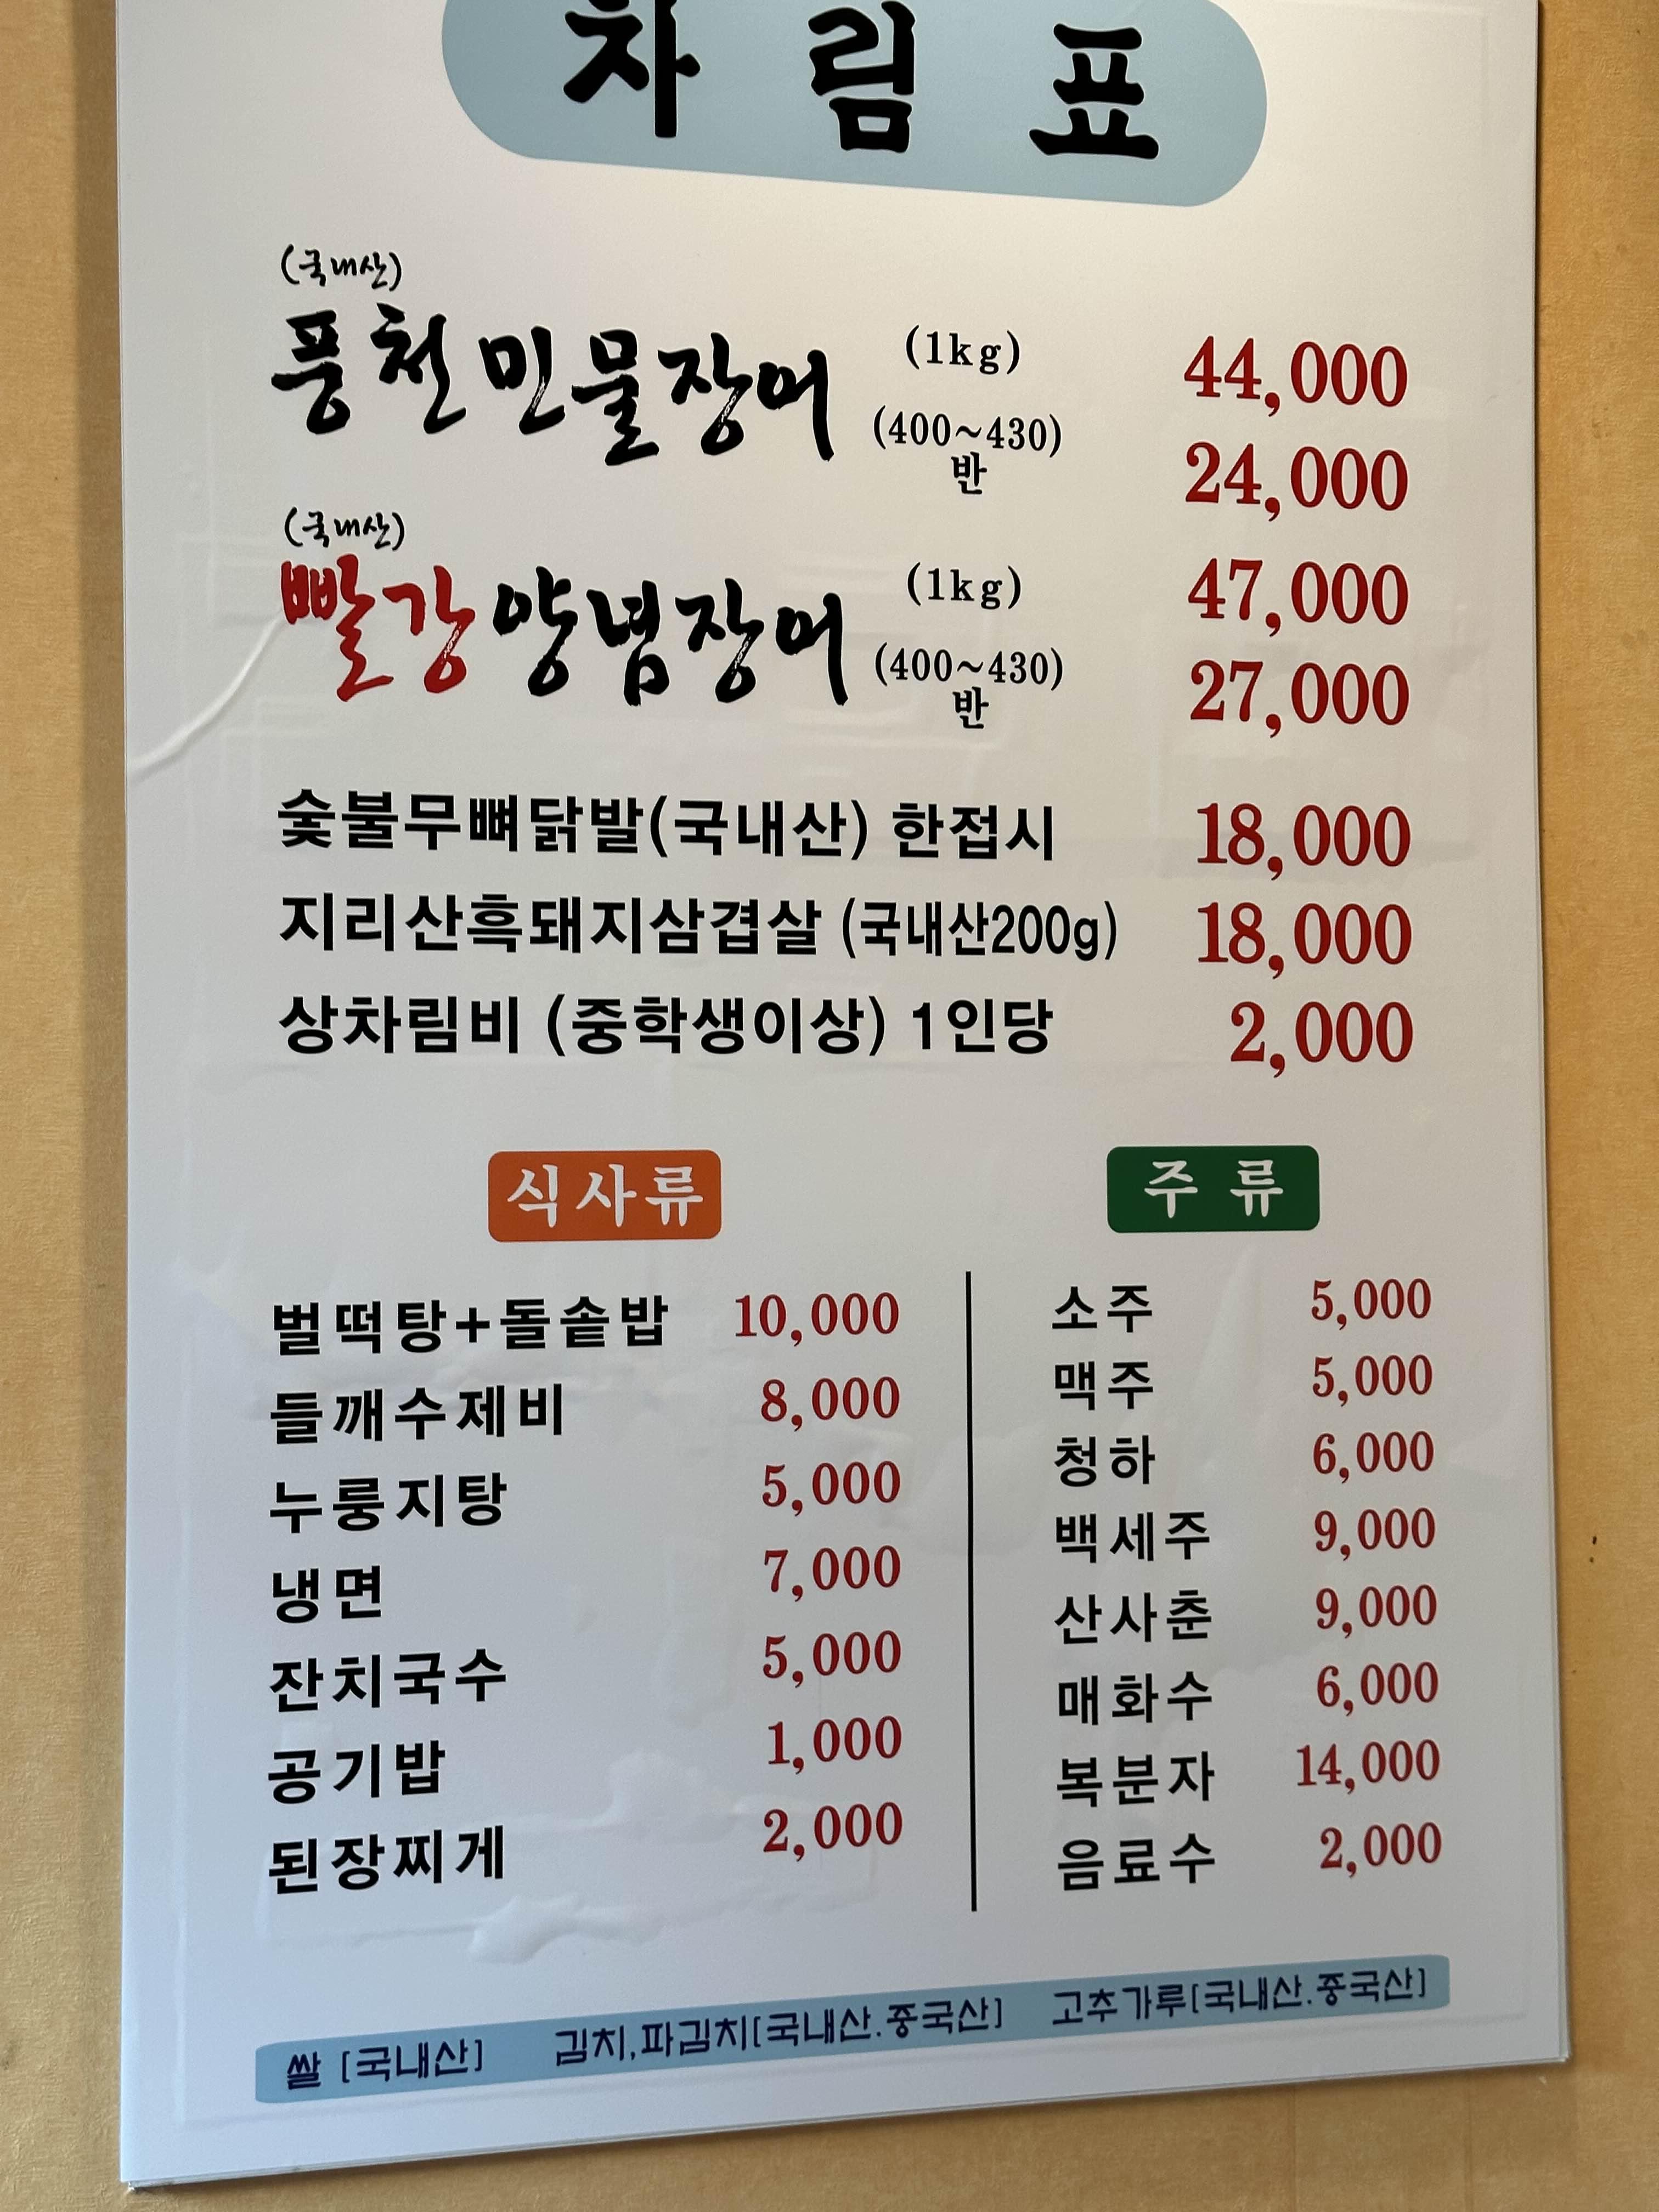 차림표
(국내산)
풍천민물장어 (1kg) 44,000
(400~430) 24,000
반
(국내산)
빨강양념장어 (1kg) 47,000
(400~430) 27,000
반
숯불무뼈닭발(국내산) 한접시 18,000
지리산흑돼지삼겹살 (국내산200g) 18,000
상차림비 (중학생이상) 1인당 2,000
식사류
벌떡탕+돌솥밥 10,000
들깨수제비 8,000
누룽지탕 5,000
냉면 7,000
잔치국수 5,000
공기밥 1,000
된장찌게 2,000
주류
소주 5,000
맥주 5,000
청하 6,000
백세주 9,000
산사춘 9,000
매화수 6,000
복분자 14,000
음료수 2,000
쌀 [국내산] 김치,파김치[국내산.중국산] 고추가루[국내산.중국산]